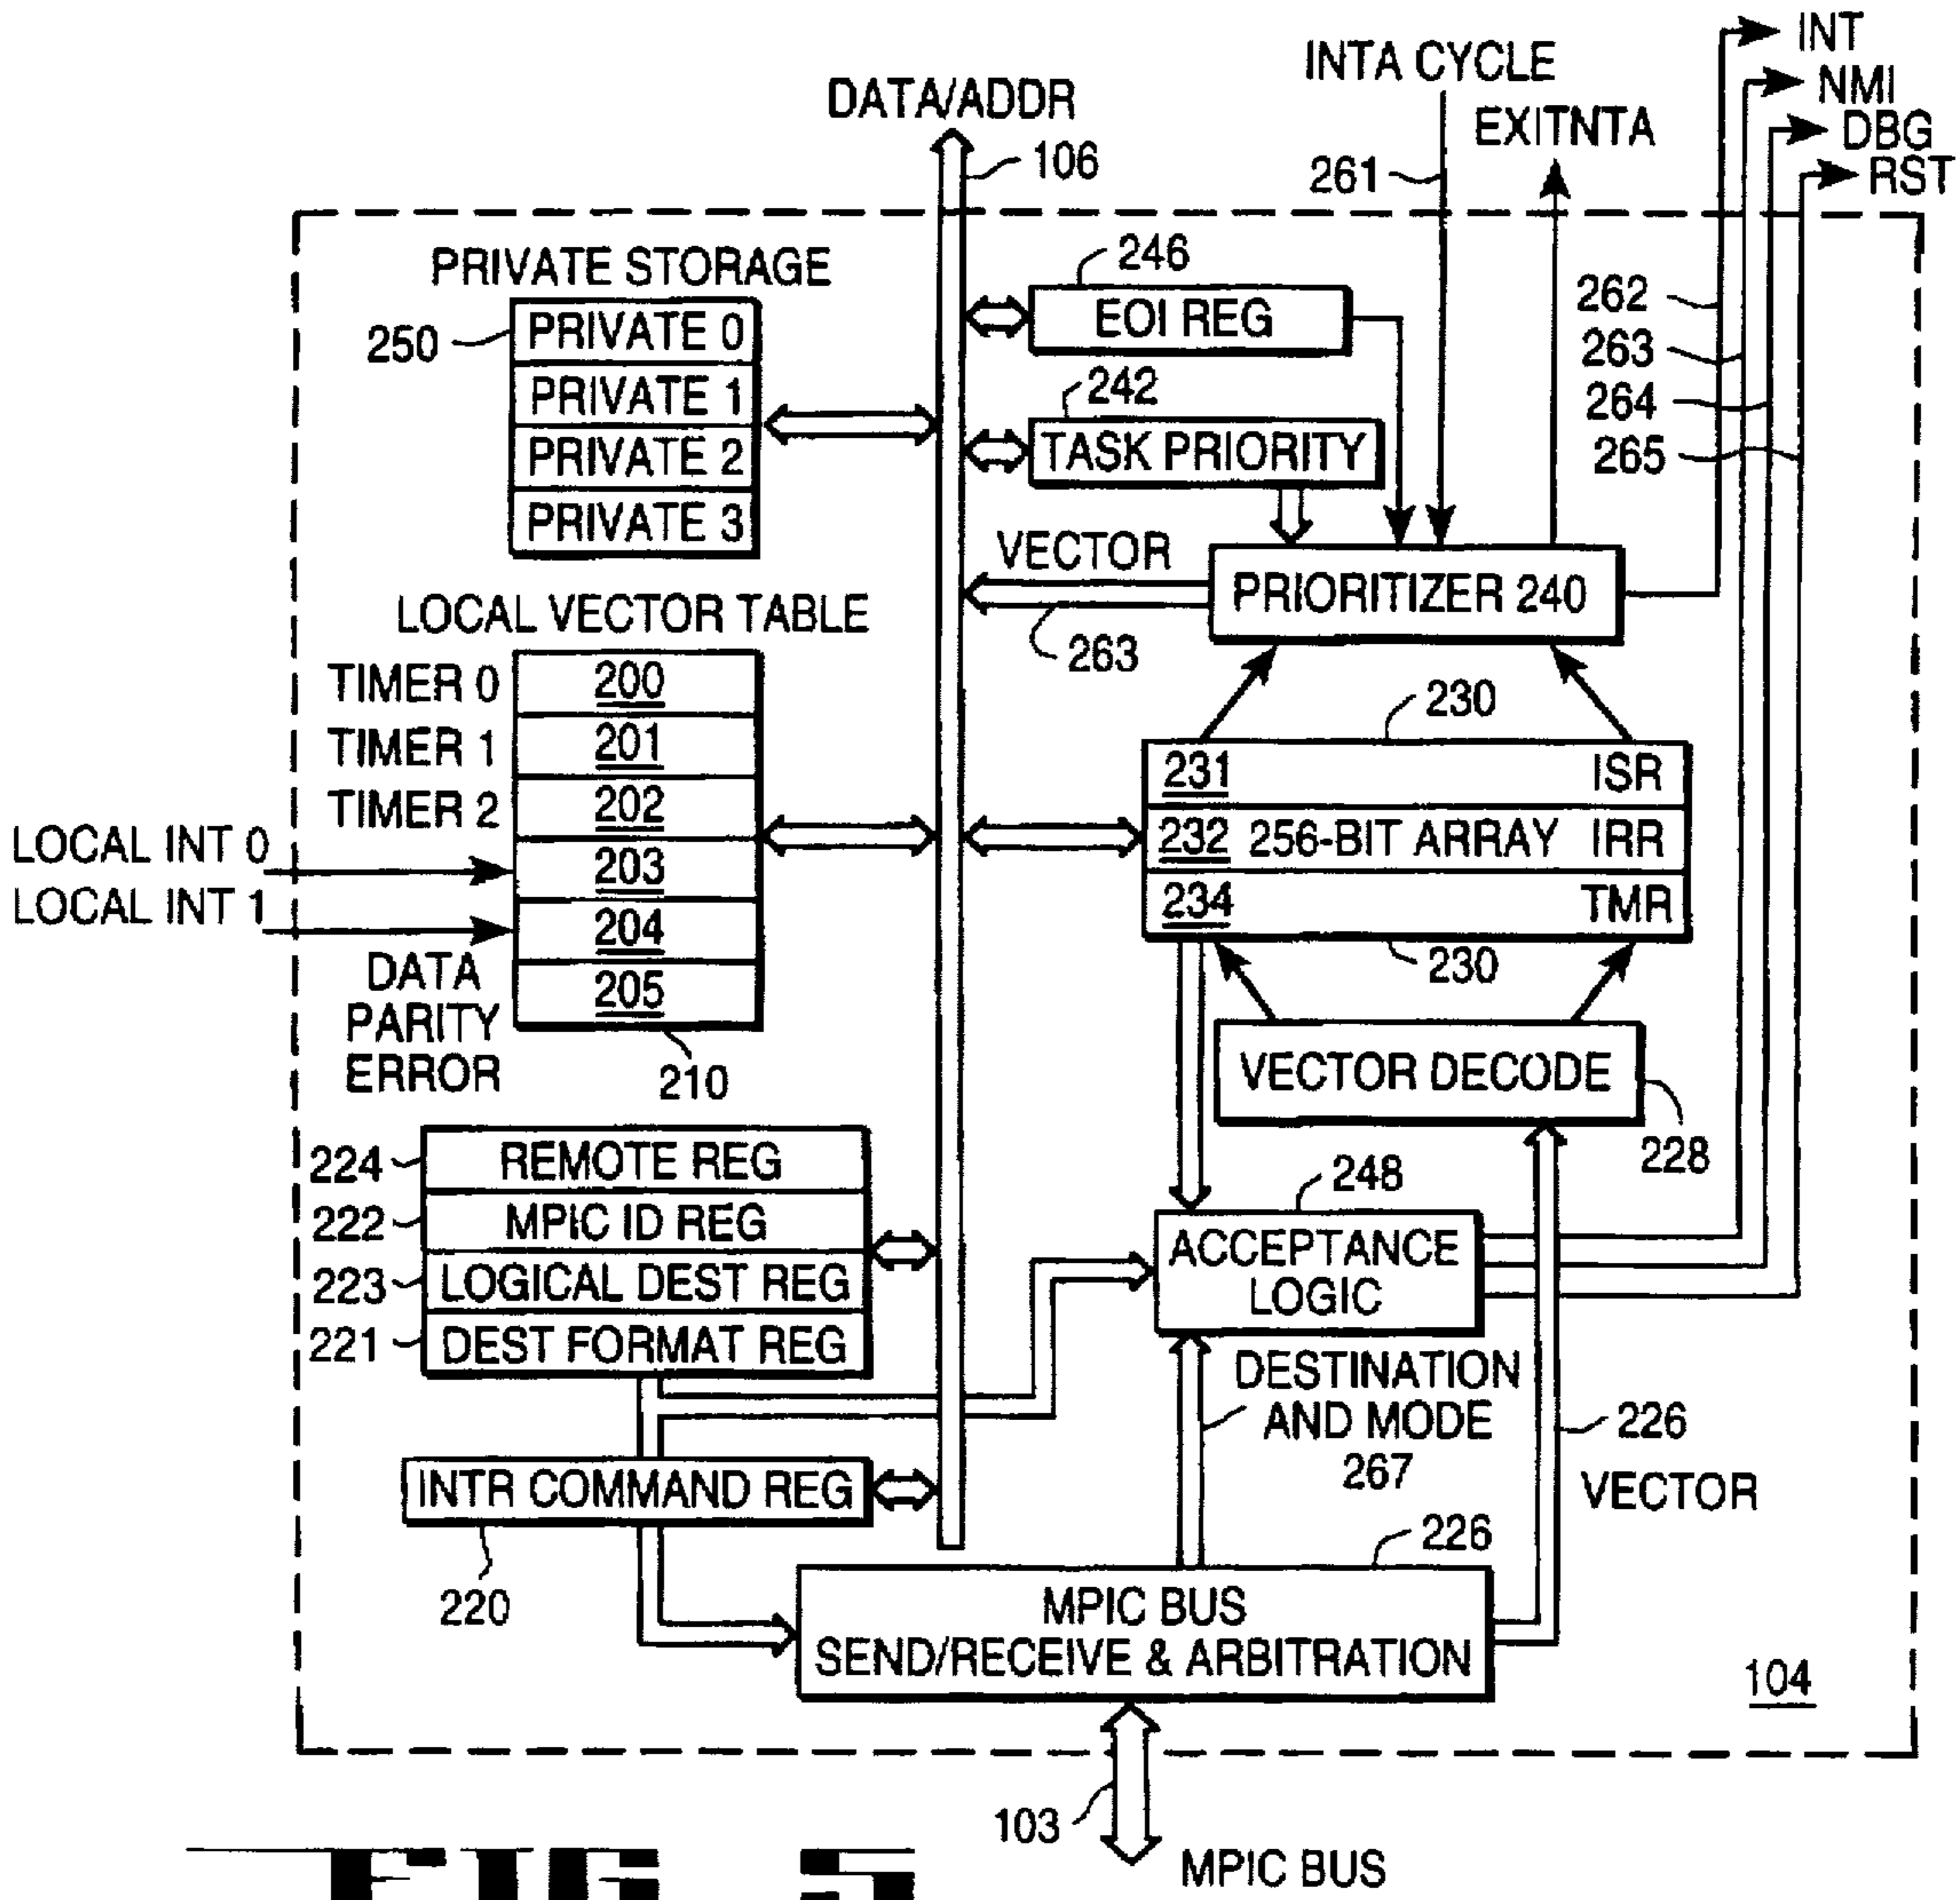 INT
NMI
DBG
RST
INTA CYCLE
EXITNTA
DATA/ADDR
106
261
262
263
264
265
PRIVATE STORAGE
250
PRIVATE 0
PRIVATE 1
PRIVATE 2
PRIVATE 3
246
EOI REG
242
TASK PRIORITY
VECTOR
263
PRIORITIZER 240
LOCAL VECTOR TABLE
TIMER 0 200
TIMER 1 201
TIMER 2 202
LOCAL INT 0 203
LOCAL INT 1 204
DATA
PARITY
ERROR
205
210
230
231 ISR
232 256-BIT ARRAY IRR
234 TMR
230
VECTOR DECODE
228
224 REMOTE REG
222 MPIC ID REG
223 LOGICAL DEST REG
221 DEST FORMAT REG
248
ACCEPTANCE
LOGIC
DESTINATION
AND MODE
267
226
VECTOR
INTR COMMAND REG
220
226
MPIC BUS
SEND/RECEIVE & ARBITRATION
104
103
MPIC BUS
FIG 5